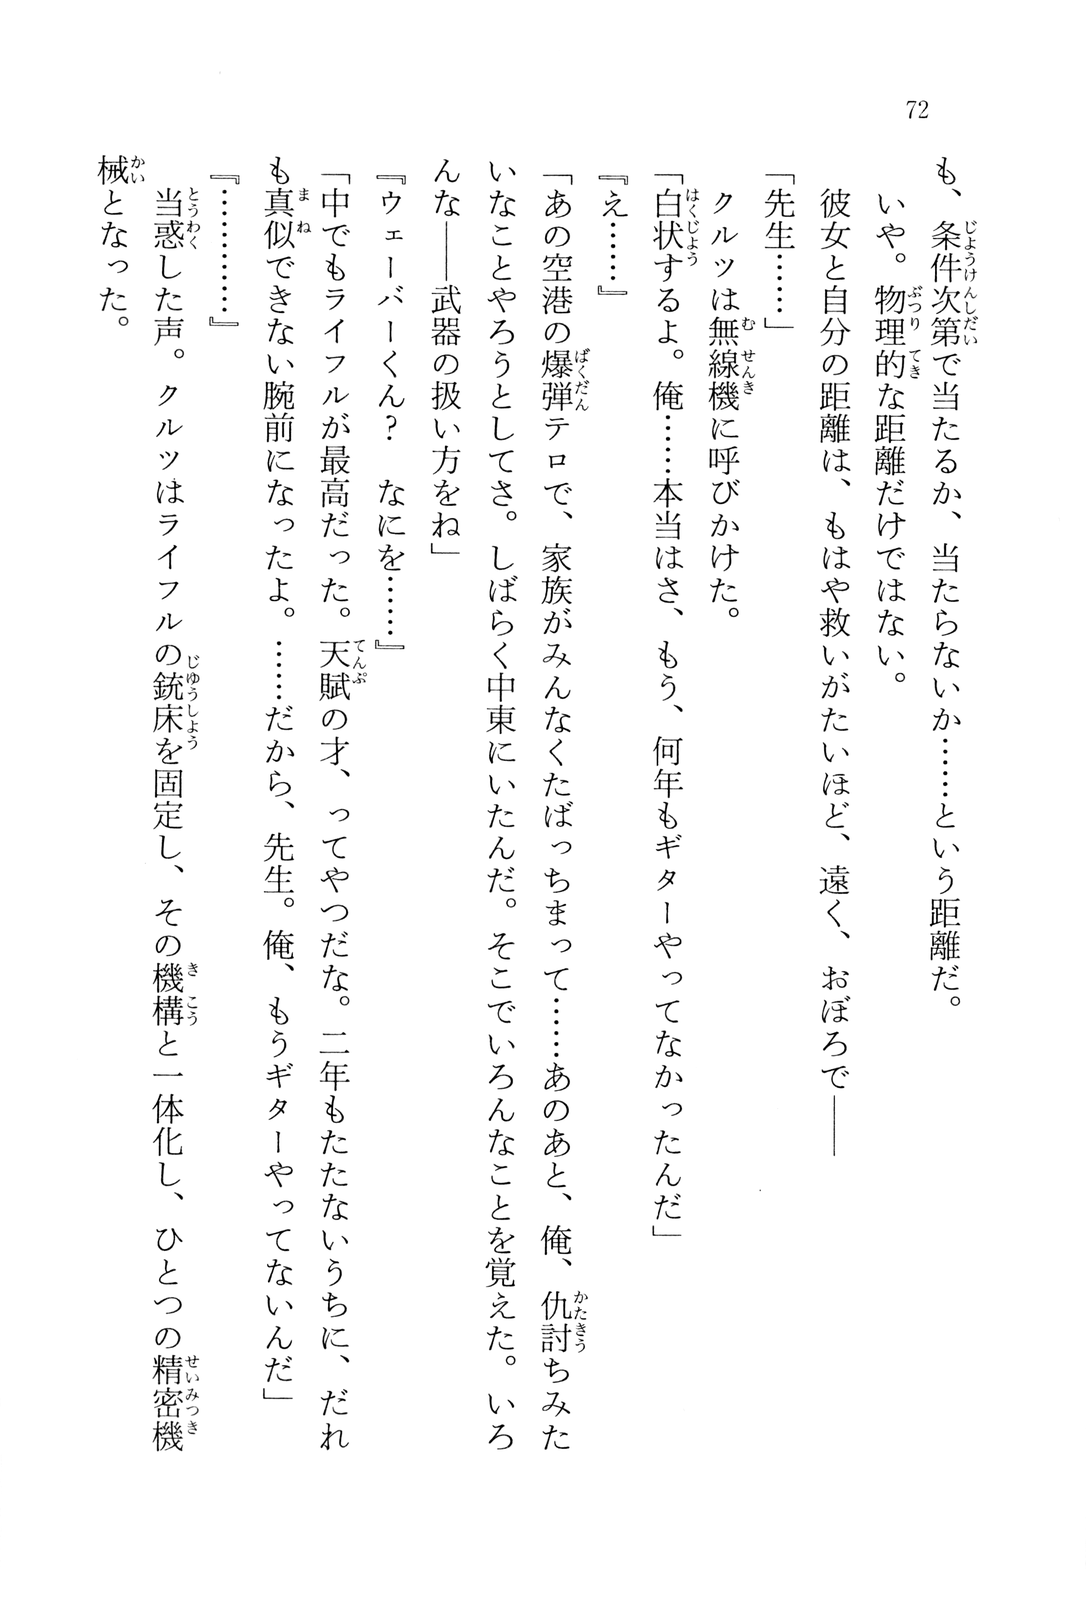 72
も、条件次第で当たるか、当たらないか……という距離だ。
いや。物理的な距離だけではない。
彼女と自分の距離は、もはや救いがたいほど、遠く、おぼろで――
「先生……」
クルツは無線機に呼びかけた。
「白状するよ。俺……本当はさ、もう、何年もギターやってなかったんだ」
『え……』
「あの空港の爆弾テロで、家族がみんなくたばっちまって……あのあと、俺、仇討ちみた
いなことやろうとしてさ。しばらく中東にいたんだ。そこでいろんなことを覚えた。いろ
んな――武器の扱い方をね」
『ウェーバーくん？　なにを……』
「中でもライフルが最高だった。天賦の才、ってやつだな。二年もたたないうちに、だれ
も真似できない腕前になったよ。……だから、先生。俺、もうギターやってないんだ」
『…………』
当惑した声。クルツはライフルの銃床を固定し、その機構と一体化し、ひとつの精密機
械となった。